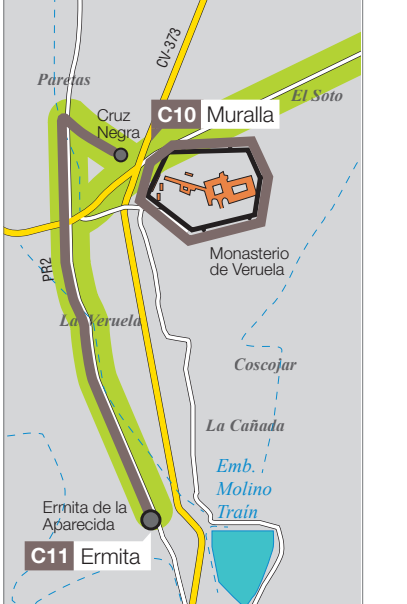 CV-373
Paretas
El Soto
Cruz
Negra
C10 Muralla
Monasterio
de Veruela
PR2
La Veruela
Coscojar
La Cañada
Emb.
Molino
Traín
Ermita de la
Aparecida
C11 Ermita